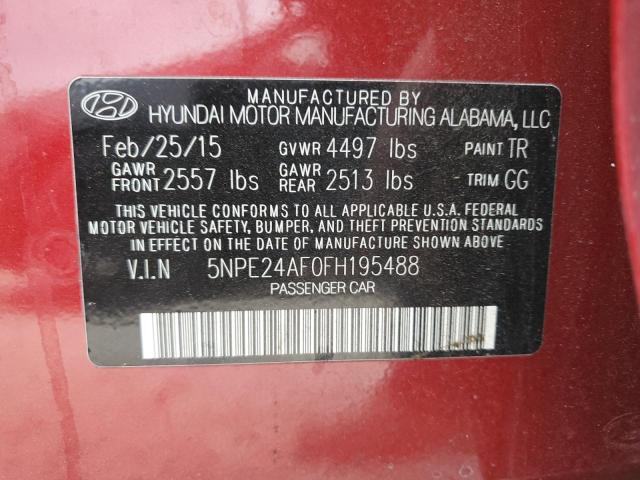 MANUFACTURED BY
HYUNDAI MOTOR MANUFACTURING ALABAMA, LLC
Feb/25/15 GVWR 4497 lbs PAINT TR
GAWR FRONT 2557 lbs GAWR REAR 2513 lbs TRIM GG
THIS VEHICLE CONFORMS TO ALL APPLICABLE U.S.A. FEDERAL
MOTOR VEHICLE SAFETY, BUMPER, AND THEFT PREVENTION STANDARDS
IN EFFECT ON THE DATE OF MANUFACTURE SHOWN ABOVE.
V.I.N 5NPE24AF0FH195488
PASSENGER CAR